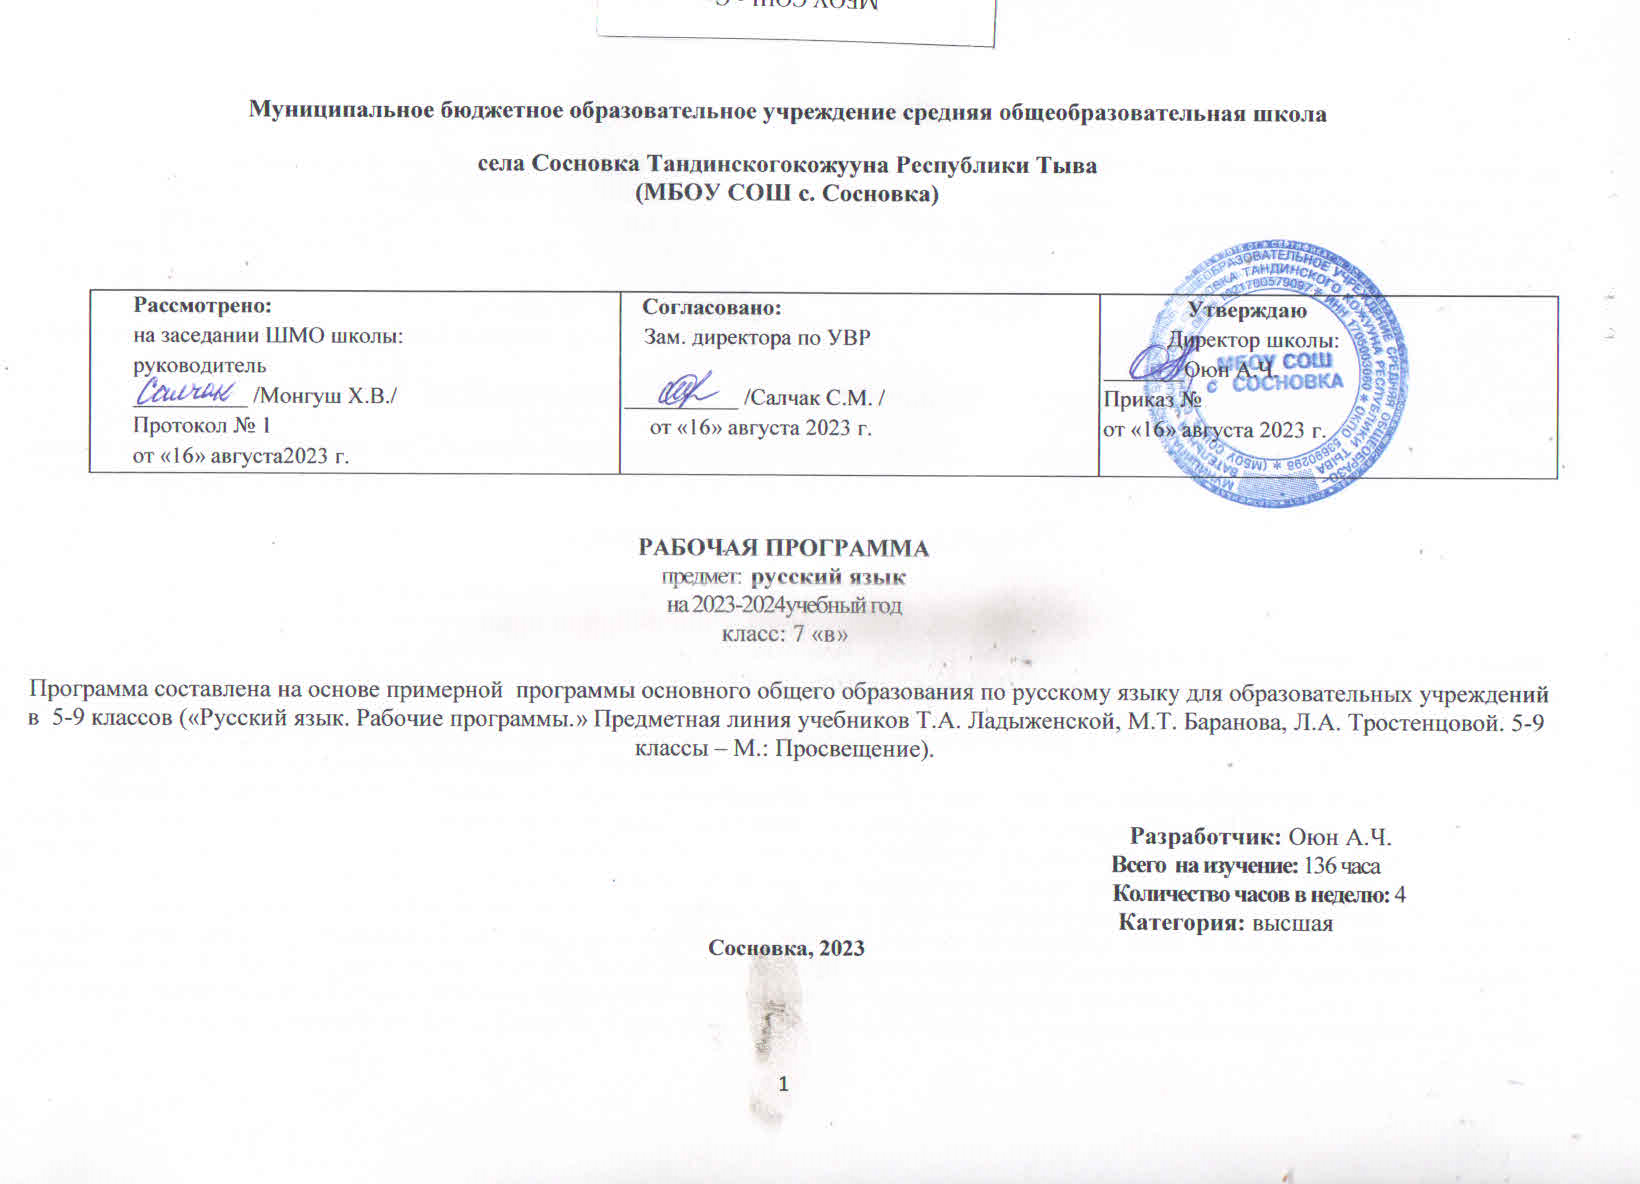 Муниципальное бюджетное образовательное учреждение средняя общеобразовательная школа
села Сосновка Тандинскогокожууна Республики Тыва
(МБОУ СОШ с. Сосновка)
Рассмотрено:
на заседании ШМО школы:
руководитель
Салчак /Монгуш Х.В./
Протокол № 1
от «16» августа2023 г.
Согласовано:
Зам. директора по УВР
/Салчак С.М. /
от «16» августа 2023 г.
Утверждаю
Директор школы:
Оюн А.Ч.
Приказ №
от «16» августа 2023 г.
МБОУ СОШ
с СОСНОВКА
РАБОЧАЯ ПРОГРАММА
предмет: русский язык
на 2023-2024учебный год
класс: 7 «в»
Программа составлена на основе примерной программы основного общего образования по русскому языку для образовательных учреждений
в 5-9 классов («Русский язык. Рабочие программы.» Предметная линия учебников Т.А. Ладыженской, М.Т. Баранова, Л.А. Тростенцовой. 5-9
классы – М.: Просвещение).
Разработчик: Оюн А.Ч.
Всего на изучение: 136 часа
Количество часов в неделю: 4
Категория: высшая
Сосновка, 2023
1